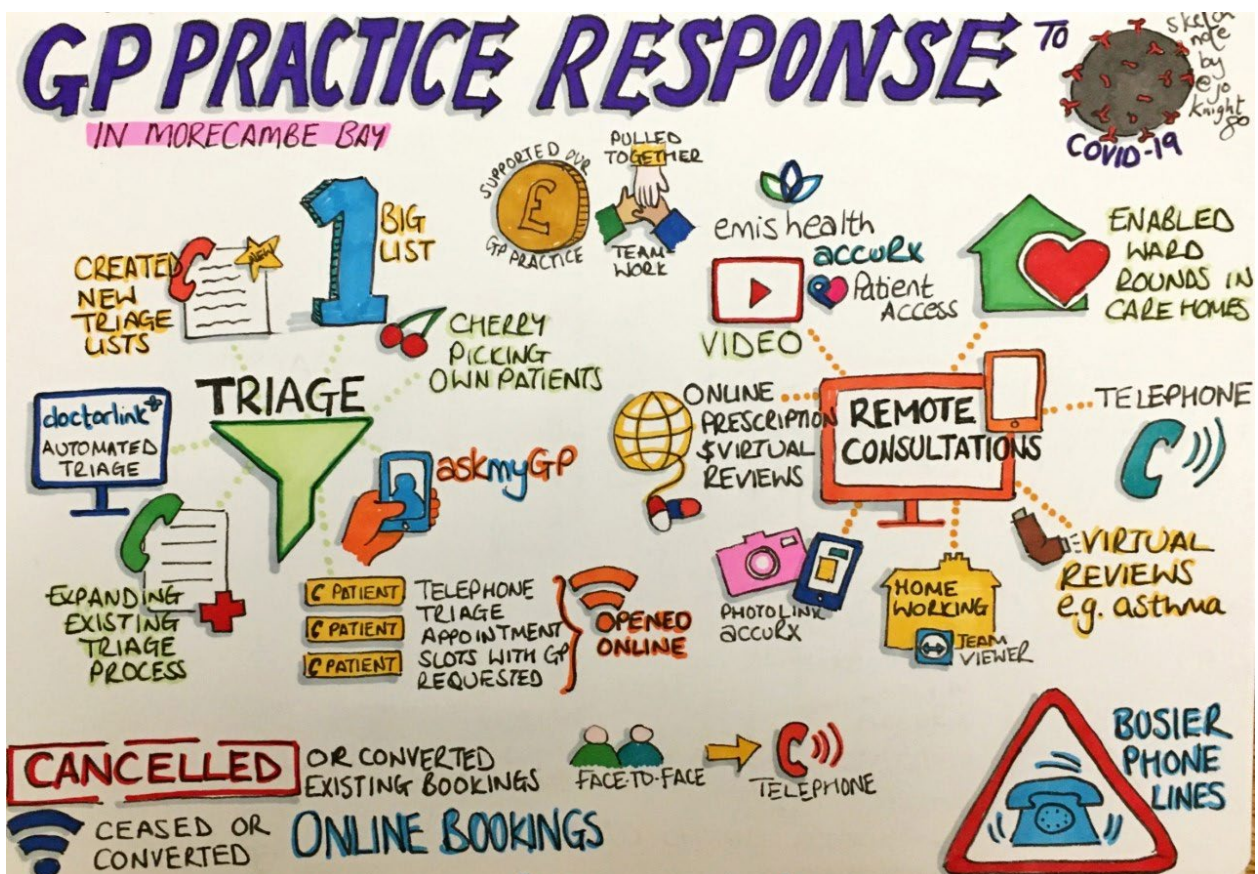 GP PRACTICE RESPONSE TO
IN MORECAMBE BAY
sketch
note
by
@jo
knight
80
COVID-19
SUPPORTED OUR
£
GP PRACTICE
PULLED
TOGETHER
TEAM-
WORK
CREATED
NEW
TRIAGE
LISTS
NEW
1
BIG
LIST
CHERRY
PICKING
OWN PATIENTS
TRIAGE
doctorlink
AUTOMATED
TRIAGE
askmyGP
EXPANDING
EXISTING
TRIAGE
PROCESS
PATIENT
PATIENT
PATIENT
TELEPHONE
TRIAGE
APPOINTMENT
SLOTS WITH GP
REQUESTED
OPENED
ONLINE
emis health
accuRx
Patient
Access
VIDEO
ENABLED
WARD
ROUNDS IN
CARE HOMES
ONLINE
PRESCRIPTION
& VIRTUAL
REVIEWS
REMOTE
CONSULTATIONS
TELEPHONE
PHOTO LINK
accuRx
HOME
WORKING
TEAM
VIEWER
VIRTUAL
REVIEWS
e.g. asthma
CANCELLED OR CONVERTED
EXISTING BOOKINGS
FACE-TO-FACE
TELEPHONE
CEASED OR
CONVERTED
ONLINE BOOKINGS
BUSIER
PHONE
LINES